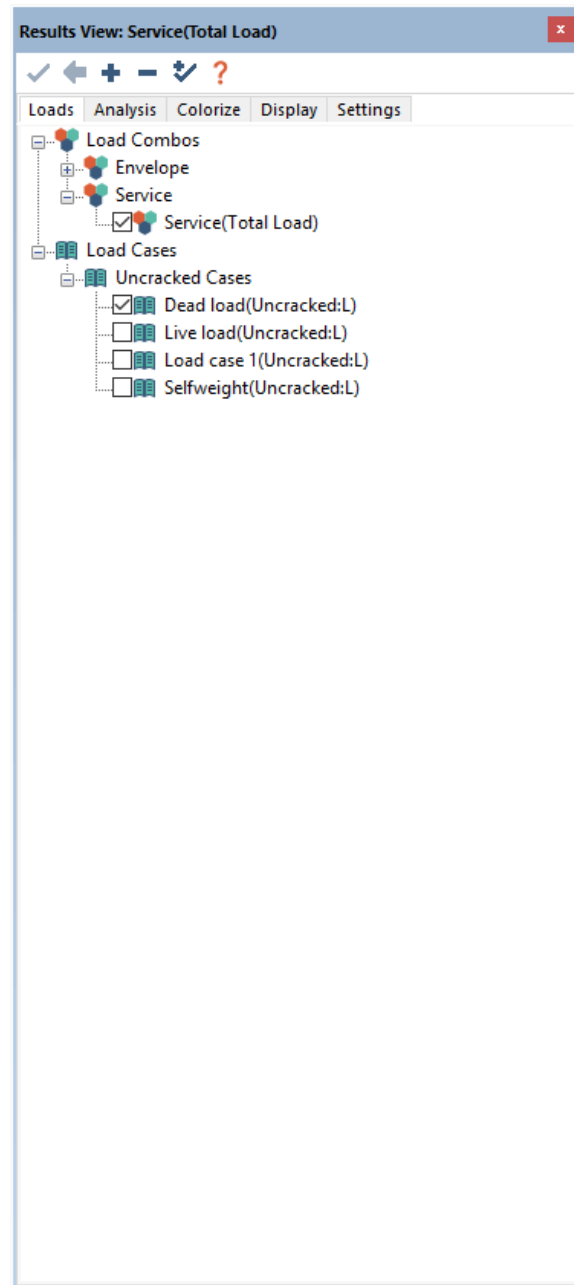 Results View: Service(Total Load) x
?
Loads Analysis Colorize Display Settings
Load Combos
Envelope
Service
Service(Total Load)
Load Cases
Uncracked Cases
Dead load(Uncracked:L)
Live load(Uncracked:L)
Load case 1(Uncracked:L)
Selfweight(Uncracked:L)